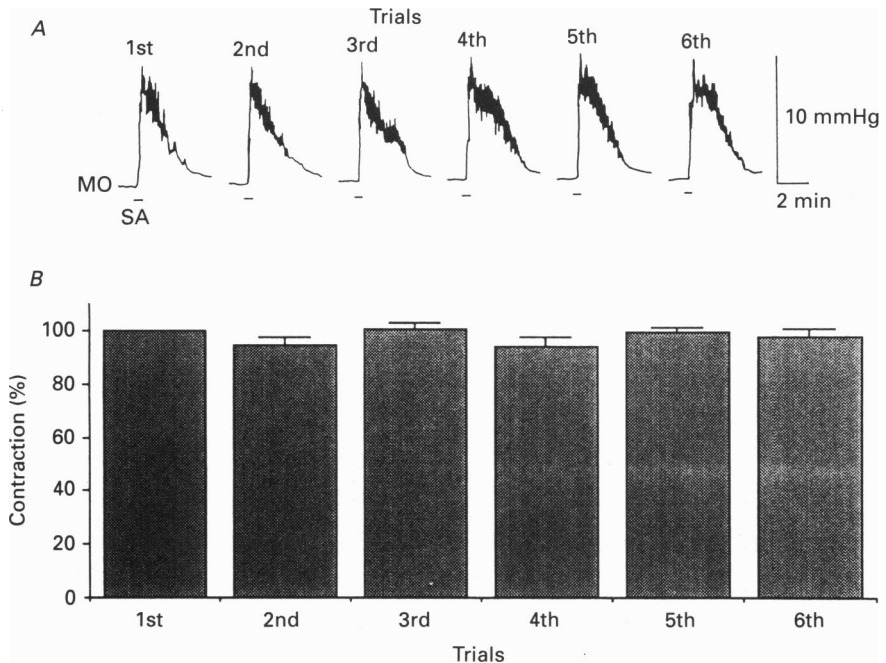 A
Trials
1st 2nd 3rd 4th 5th 6th
10 mmHg
MO
2 min
SA
B
Contraction (%)
100
80
60
40
20
0
1st 2nd 3rd 4th 5th 6th
Trials